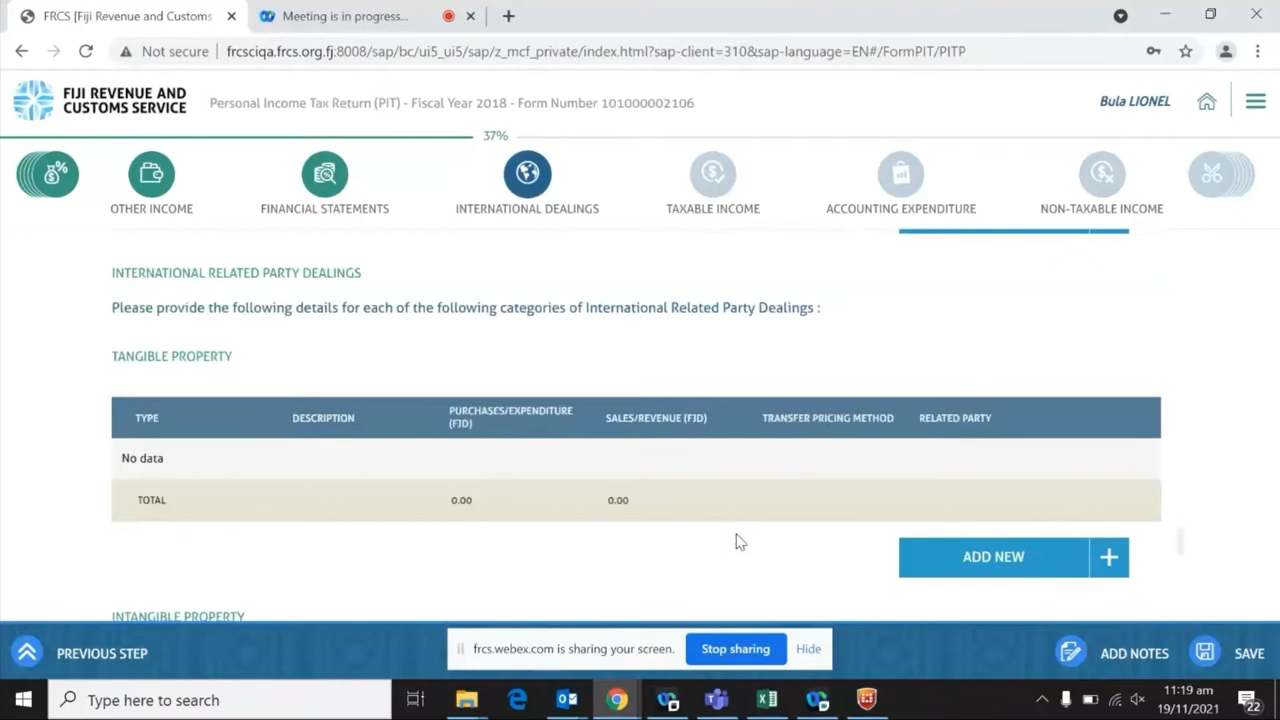 FRCS [Fiji Revenue and Customs
Meeting is in progress...
Not secure
frcsciqa.frcs.org.fj:8008/sap/bc/ui5_ui5/sap/z_mcf_private/index.html?sap-client=310&sap-language=EN#/FormPIT/PITP
FIJI REVENUE AND
CUSTOMS SERVICE
Personal Income Tax Return (PIT) - Fiscal Year 2018 - Form Number 101000002106
Bula LIONEL
37%
OTHER INCOME
FINANCIAL STATEMENTS
INTERNATIONAL DEALINGS
TAXABLE INCOME
ACCOUNTING EXPENDITURE
NON-TAXABLE INCOME
INTERNATIONAL RELATED PARTY DEALINGS
Please provide the following details for each of the following categories of International Related Party Dealings :
TANGIBLE PROPERTY
TYPE DESCRIPTION PURCHASES/EXPENDITURE (FJD) SALES/REVENUE (FJD) TRANSFER PRICING METHOD RELATED PARTY
No data
TOTAL 0.00 0.00
ADD NEW +
INTANGIBLE PROPERTY
PREVIOUS STEP
frcs.webex.com is sharing your screen.
Stop sharing
Hide
ADD NOTES
SAVE
Type here to search
11:19 am
19/11/2021
22